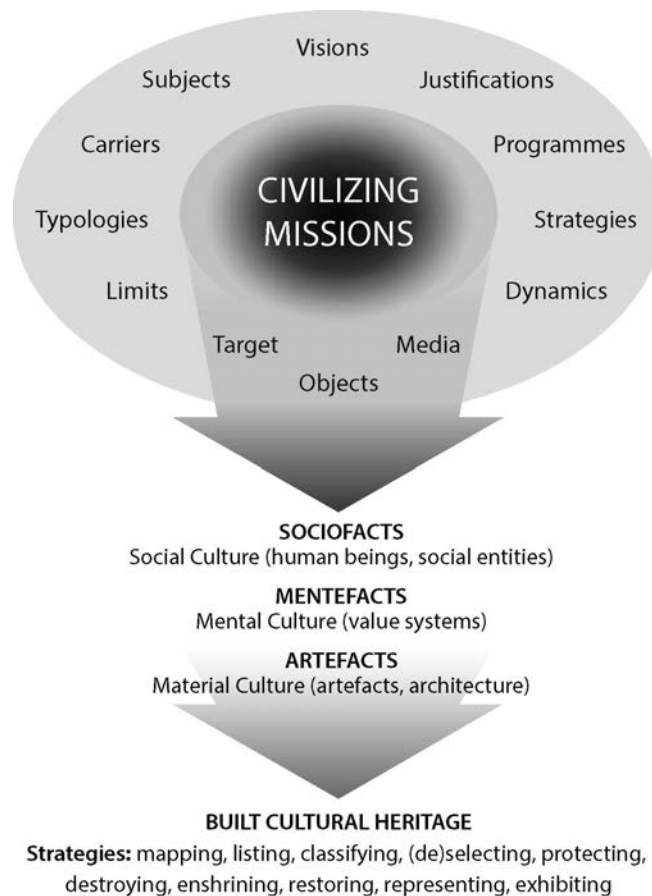 Visions
Subjects
Justifications
Carriers
Programmes
CIVILIZING
MISSIONS
Typologies
Strategies
Limits
Dynamics
Target
Media
Objects
SOCIOFACTS
Social Culture (human beings, social entities)
MENTEFACTS
Mental Culture (value systems)
ARTEFACTS
Material Culture (artefacts, architecture)
BUILT CULTURAL HERITAGE
Strategies: mapping, listing, classifying, (de)selecting, protecting,
destroying, enshrining, restoring, representing, exhibiting